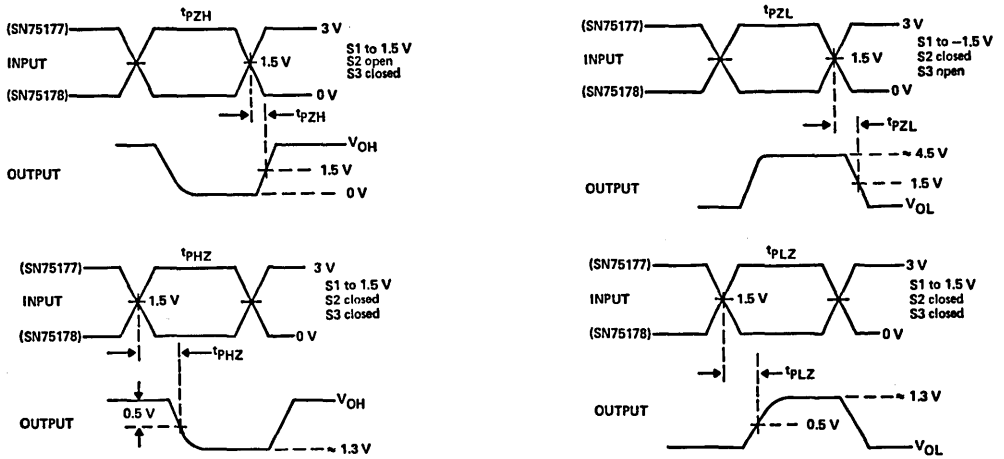 tPZH
(SN75177)
3 V
INPUT
1.5 V
S1 to 1.5 V
S2 open
S3 closed
(SN75178)
0 V
tPZH
VOH
OUTPUT
1.5 V
0 V
tPZL
(SN75177)
3 V
INPUT
1.5 V
S1 to −1.5 V
S2 closed
S3 open
(SN75178)
0 V
tPZL
≈ 4.5 V
OUTPUT
1.5 V
VOL
tPHZ
(SN75177)
3 V
INPUT
1.5 V
S1 to 1.5 V
S2 closed
S3 closed
(SN75178)
0 V
tPHZ
VOH
0.5 V
OUTPUT
≈ 1.3 V
tPLZ
(SN75177)
3 V
INPUT
1.5 V
S1 to 1.5 V
S2 closed
S3 closed
(SN75178)
0 V
tPLZ
≈ 1.3 V
OUTPUT
0.5 V
VOL